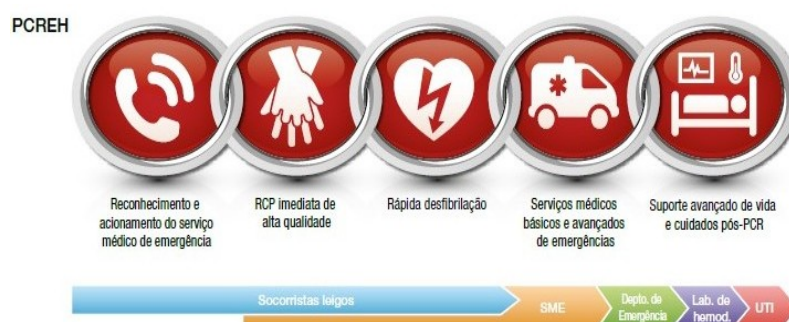 PCREH
Reconhecimento e
acionamento do serviço
médico de emergência
RCP imediata de
alta qualidade
Rápida desfibrilação
Serviços médicos
básicos e avançados
de emergências
Suporte avançado de vida
e cuidados pós-PCR
Socorristas leigos
SME
Depto. de
Emergência
Lab. de
hemod.
UTI